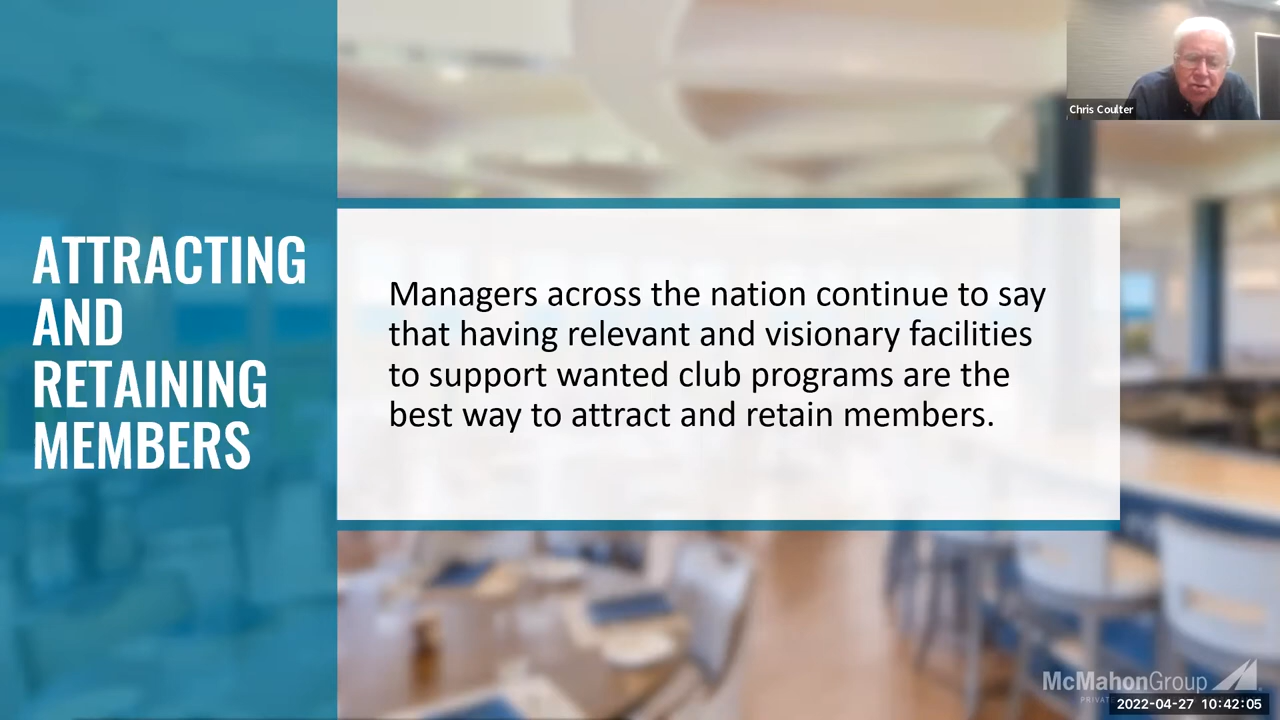 ATTRACTING
AND
RETAINING
MEMBERS
Managers across the nation continue to say
that having relevant and visionary facilities
to support wanted club programs are the
best way to attract and retain members.
Chris Coulter
McMahonGroup
2022-04-27 10:42:05